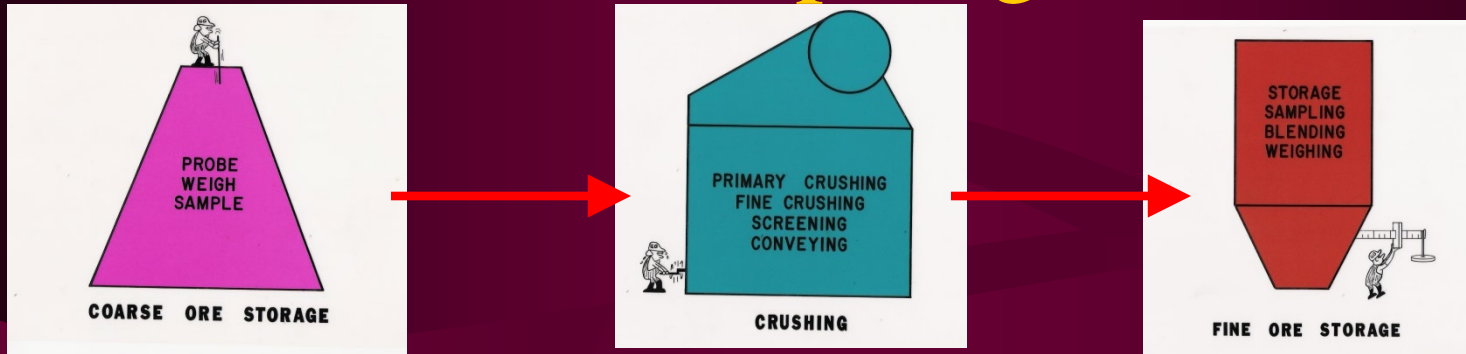 PROBE
WEIGH
SAMPLE
COARSE ORE STORAGE
PRIMARY CRUSHING
FINE CRUSHING
SCREENING
CONVEYING
CRUSHING
STORAGE
SAMPLING
BLENDING
WEIGHING
FINE ORE STORAGE